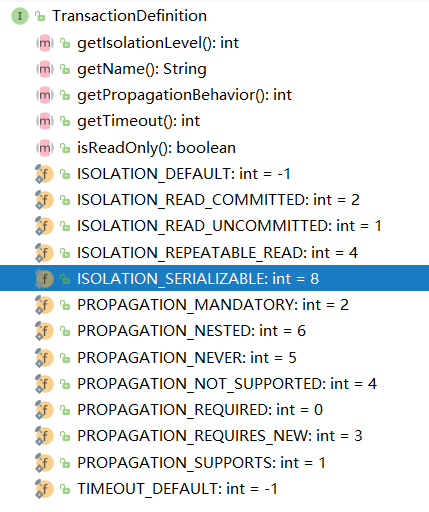 I TransactionDefinition
m getIsolationLevel(): int
m getName(): String
m getPropagationBehavior(): int
m getTimeout(): int
m isReadOnly(): boolean
f ISOLATION_DEFAULT: int = -1
f ISOLATION_READ_COMMITTED: int = 2
f ISOLATION_READ_UNCOMMITTED: int = 1
f ISOLATION_REPEATABLE_READ: int = 4
f ISOLATION_SERIALIZABLE: int = 8
f PROPAGATION_MANDATORY: int = 2
f PROPAGATION_NESTED: int = 6
f PROPAGATION_NEVER: int = 5
f PROPAGATION_NOT_SUPPORTED: int = 4
f PROPAGATION_REQUIRED: int = 0
f PROPAGATION_REQUIRES_NEW: int = 3
f PROPAGATION_SUPPORTS: int = 1
f TIMEOUT_DEFAULT: int = -1